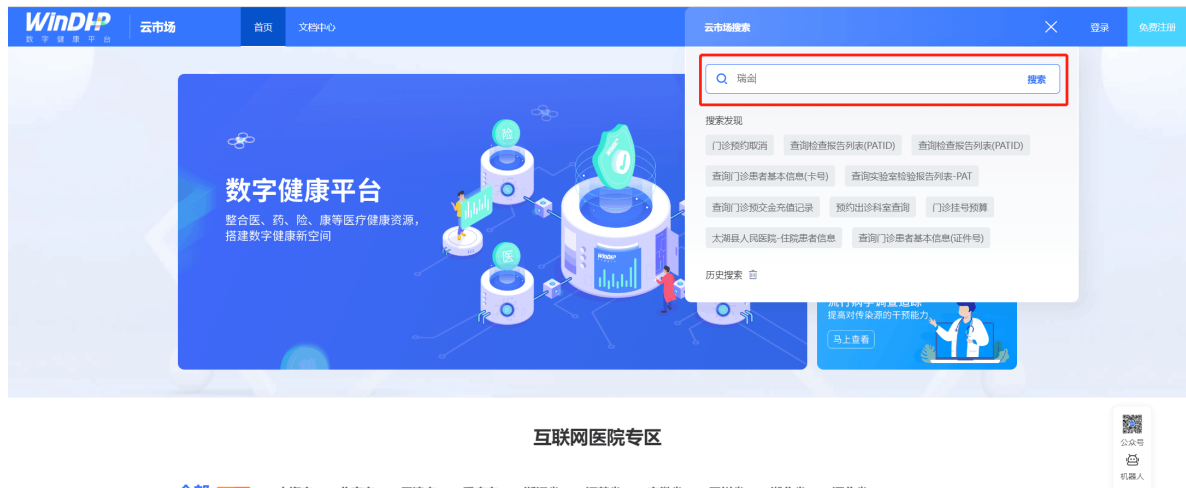 WinDHP
数字健康平台
云市场
首页
文档中心
云市场搜索
登录
免费注册
瑞金
搜索
搜索发现
门诊预约取消
查询检查报告列表(PATID)
查询检查报告列表(PATID)
查询门诊患者基本信息(卡号)
查询实验室检验报告列表-PAT
查询门诊预交金充值记录
预约出诊科室查询
门诊挂号预算
太湖县人民医院-住院患者信息
查询门诊患者基本信息(证件号)
历史搜索
数字健康平台
整合医、药、险、康等医疗健康资源，
搭建数字健康新空间
险
医
WinDHP
流行病学调查追踪
提高对传染源的干预能力
马上查看
互联网医院专区
公众号
机器人